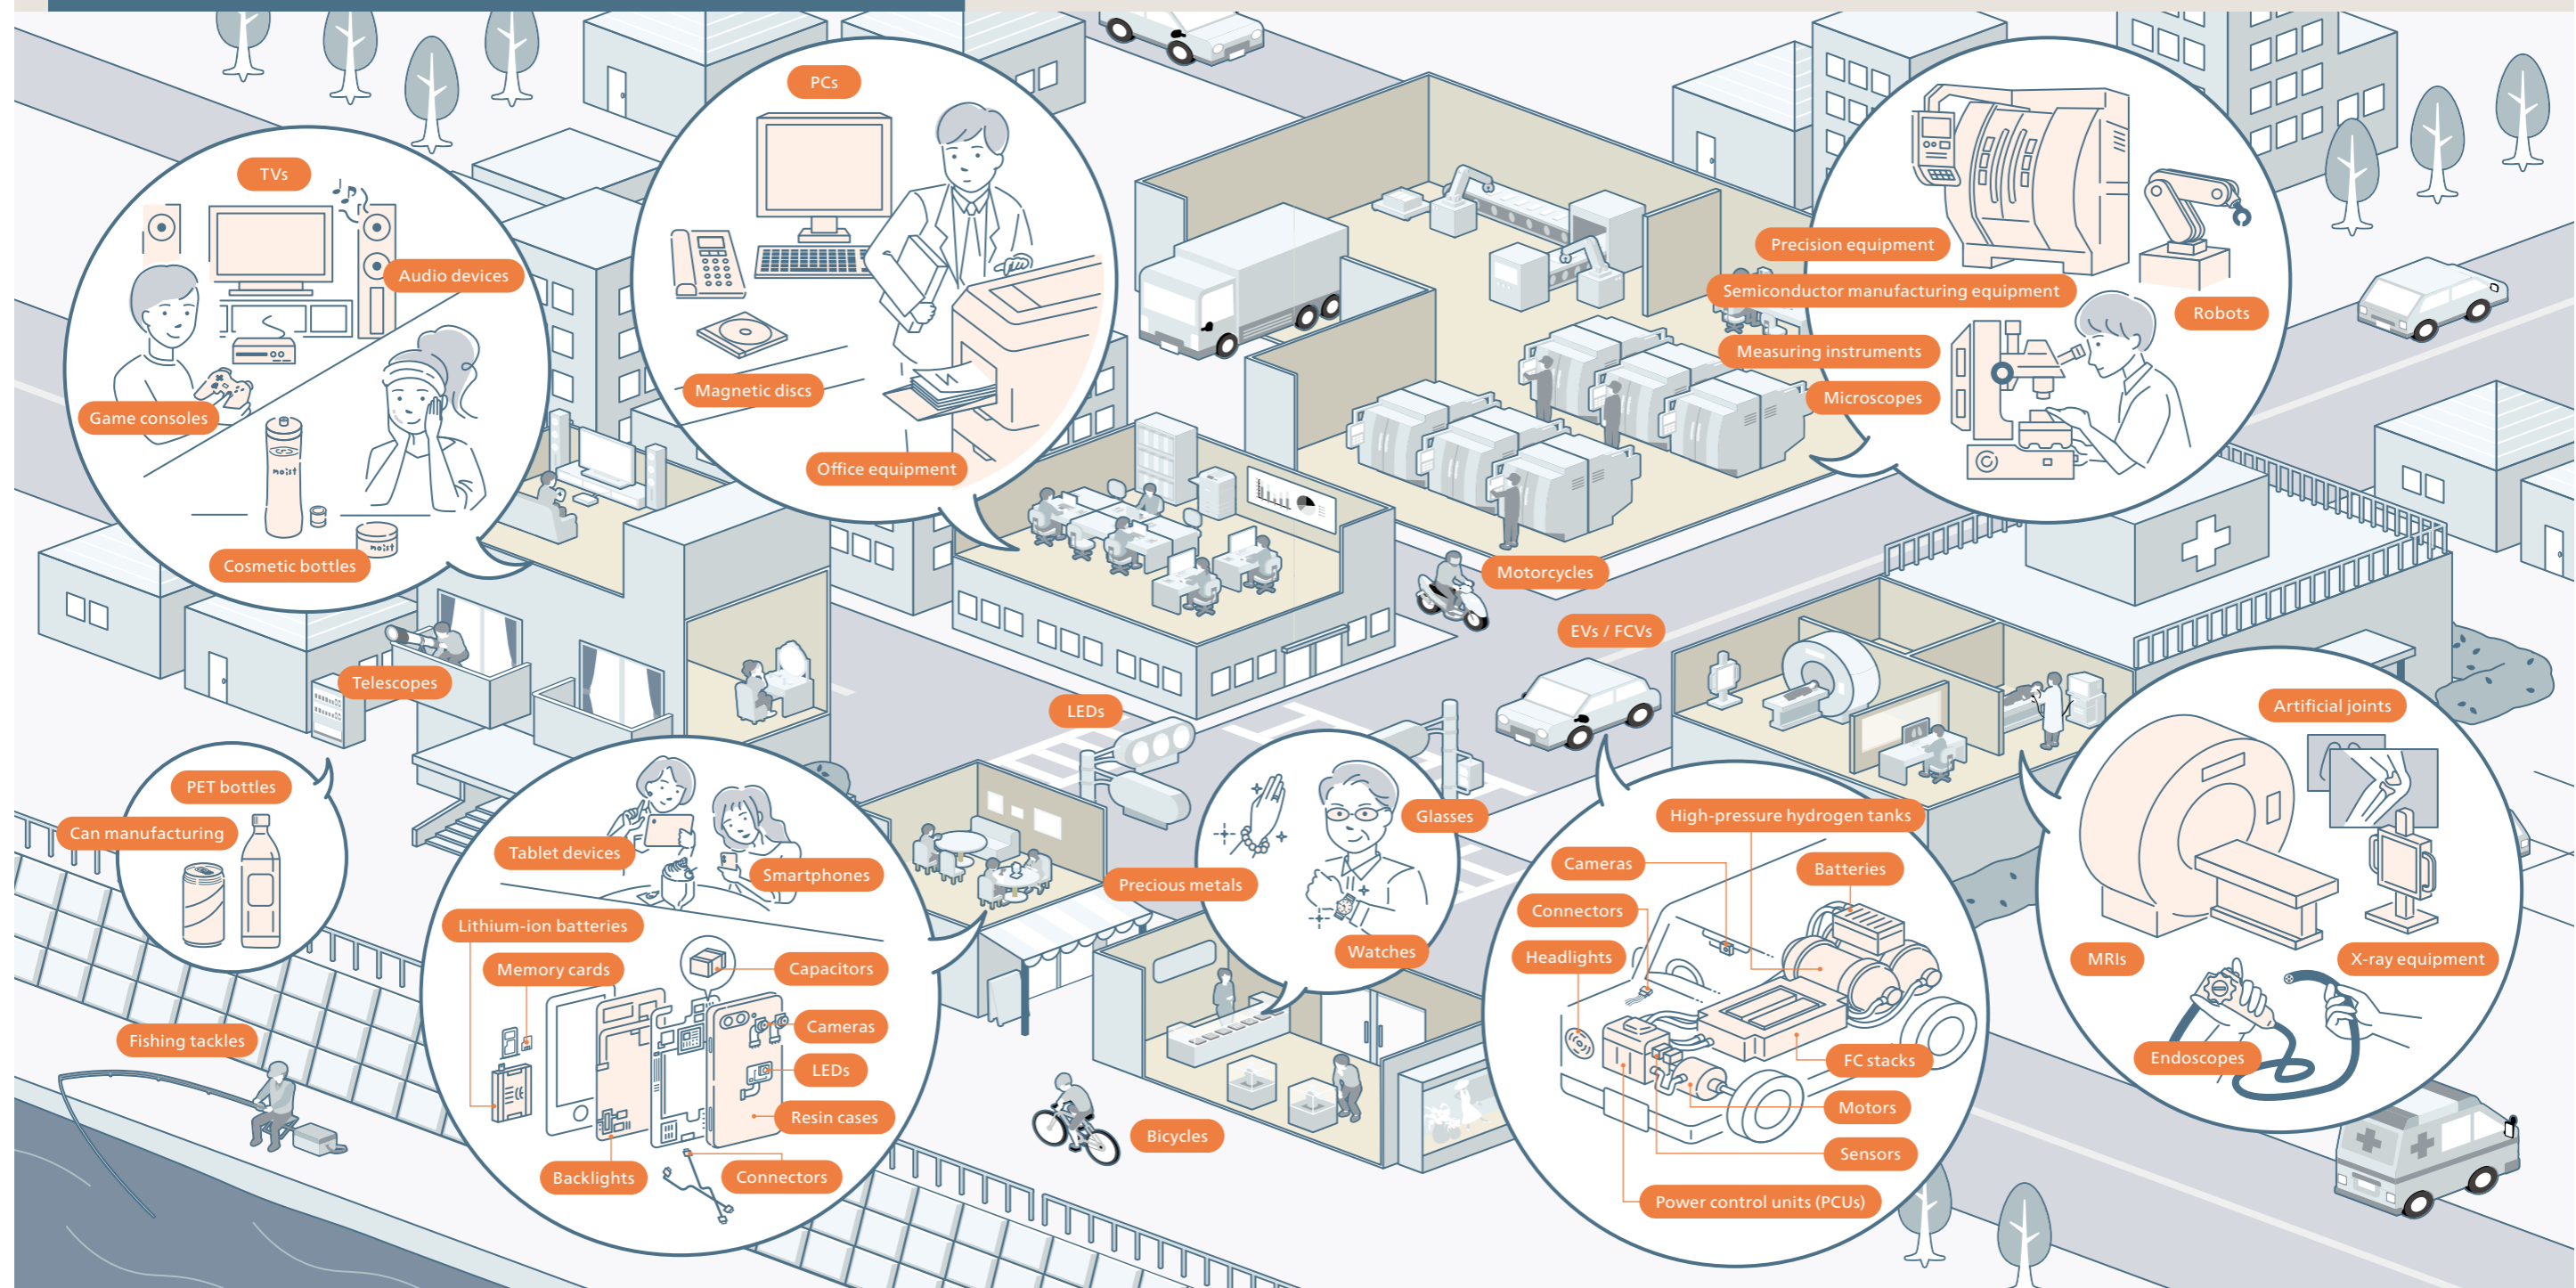 TVs
Audio devices
Game consoles
moist
moist
Cosmetic bottles
PCs
Magnetic discs
Office equipment
Precision equipment
Semiconductor manufacturing equipment
Robots
Measuring instruments
Microscopes
Motorcycles
EVs / FCVs
Telescopes
LEDs
PET bottles
Can manufacturing
Fishing tackles
Tablet devices
Smartphones
Lithium-ion batteries
Memory cards
Capacitors
Cameras
LEDs
Resin cases
Backlights
Connectors
Glasses
Precious metals
Watches
Bicycles
High-pressure hydrogen tanks
Cameras
Batteries
Connectors
Headlights
FC stacks
Motors
Sensors
Power control units (PCUs)
Artificial joints
MRIs
X-ray equipment
Endoscopes